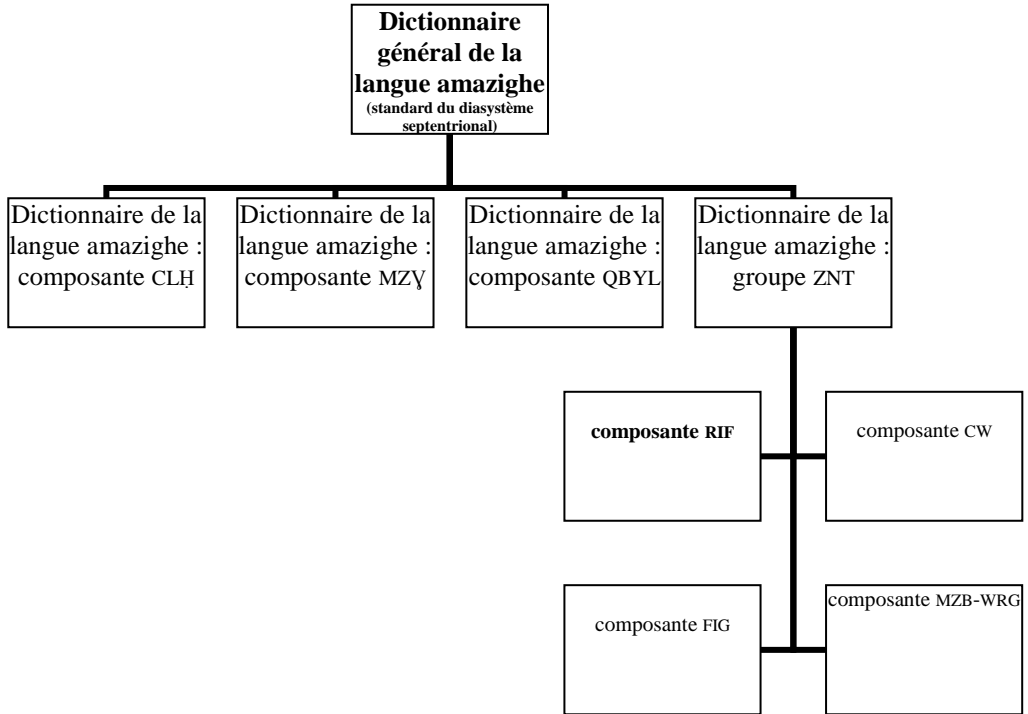 Dictionnaire
général de la
langue amazighe
(standard du diasystème
septentrional)
Dictionnaire de la
langue amazighe :
composante CLḤ
Dictionnaire de la
langue amazighe :
composante MZƔ
Dictionnaire de la
langue amazighe :
composante QBYL
Dictionnaire de la
langue amazighe :
groupe ZNT
composante RIF
composante CW
composante FIG
composante MZB-WRG